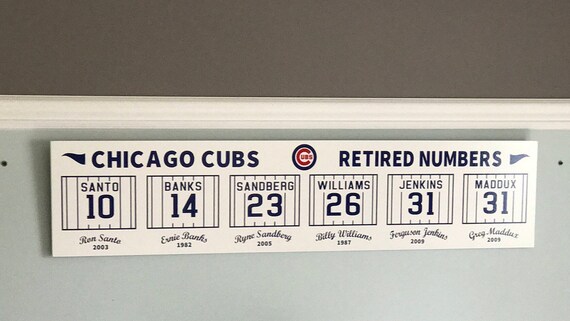 CHICAGO CUBS CUBS RETIRED NUMBERS
SANTO BANKS SANDBERG WILLIAMS JENKINS MADDUX
10 14 23 26 31 31
Ron Santo Ernie Banks Ryne Sandberg Billy Williams Ferguson Jenkins Greg Maddux
2003 1982 2005 1987 2009 2009